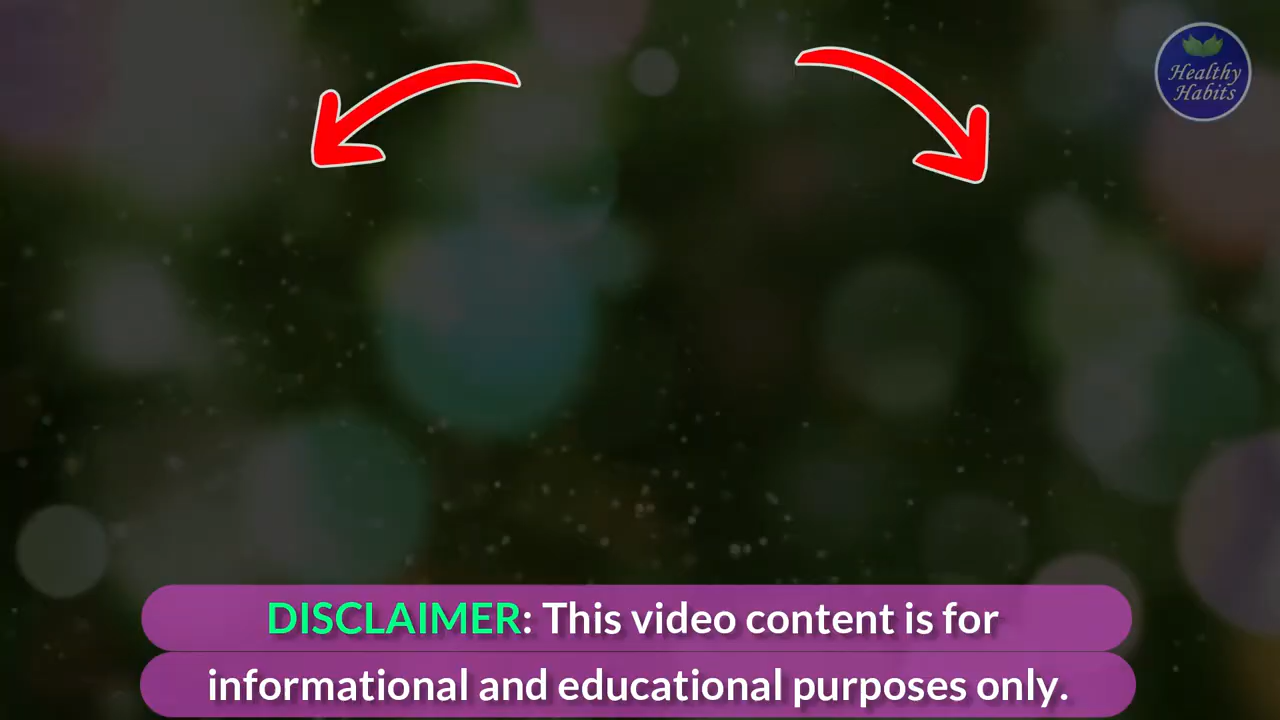 Healthy
Habits
DISCLAIMER: This video content is for
informational and educational purposes only.